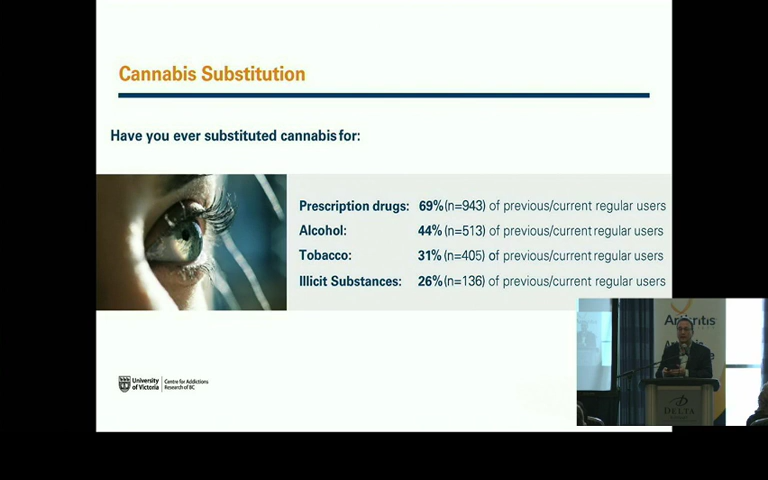 Cannabis Substitution
Have you ever substituted cannabis for:
Prescription drugs: 69% (n=943) of previous/current regular users
Alcohol: 44% (n=513) of previous/current regular users
Tobacco: 31% (n=405) of previous/current regular users
Illicit Substances: 26% (n=136) of previous/current regular users
University of Victoria
Centre for Addictions Research of BC
Arthritis
DELTA